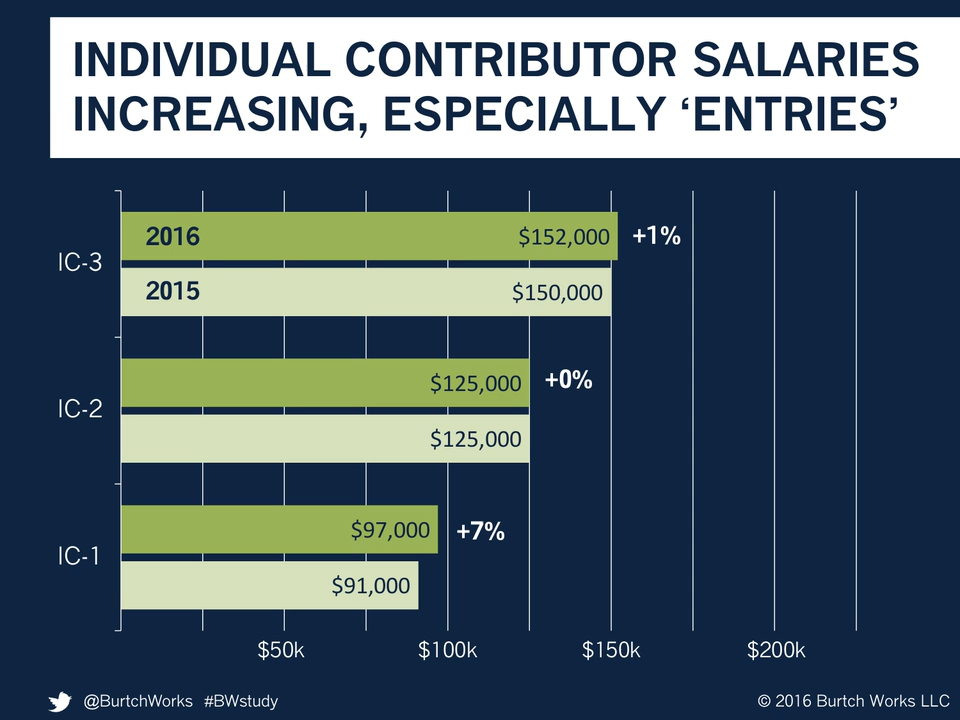 INDIVIDUAL CONTRIBUTOR SALARIES
INCREASING, ESPECIALLY ‘ENTRIES’
IC-3
2016
$152,000
+1%
2015
$150,000
IC-2
$125,000
+0%
$125,000
IC-1
$97,000
+7%
$91,000
$50k
$100k
$150k
$200k
@BurtchWorks #BWstudy
© 2016 Burtch Works LLC